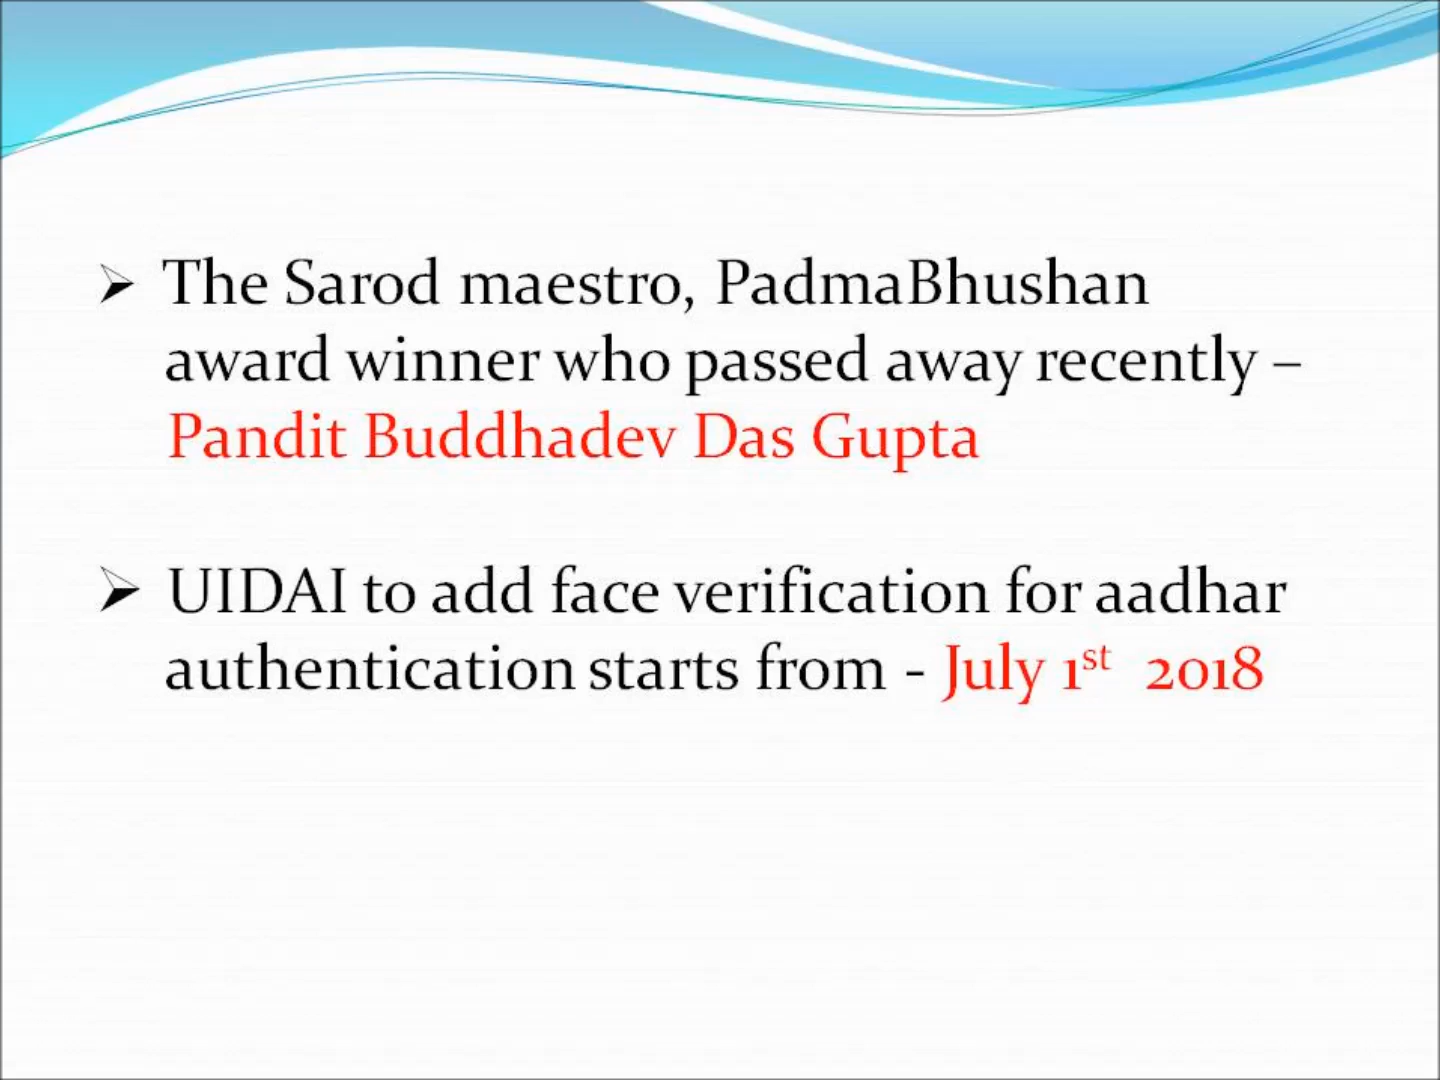 The Sarod maestro, PadmaBhushan
award winner who passed away recently –
Pandit Buddhadev Das Gupta
UIDAI to add face verification for aadhar
authentication starts from - July 1st 2018